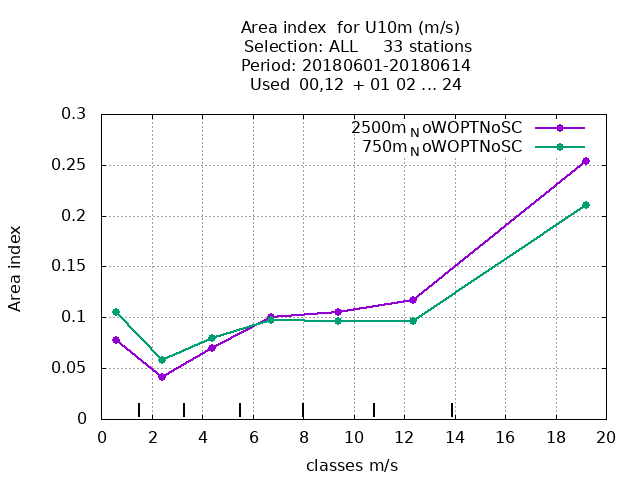 Area index  for U10m (m/s)
Selection: ALL     33 stations
Period: 20180601-20180614
Used  00,12  + 01 02 ... 24
2500m_NoWOPTNoSC
750m_NoWOPTNoSC
0.3
0.25
0.2
0.15
0.1
0.05
0
Area index
0 2 4 6 8 10 12 14 16 18 20
classes m/s